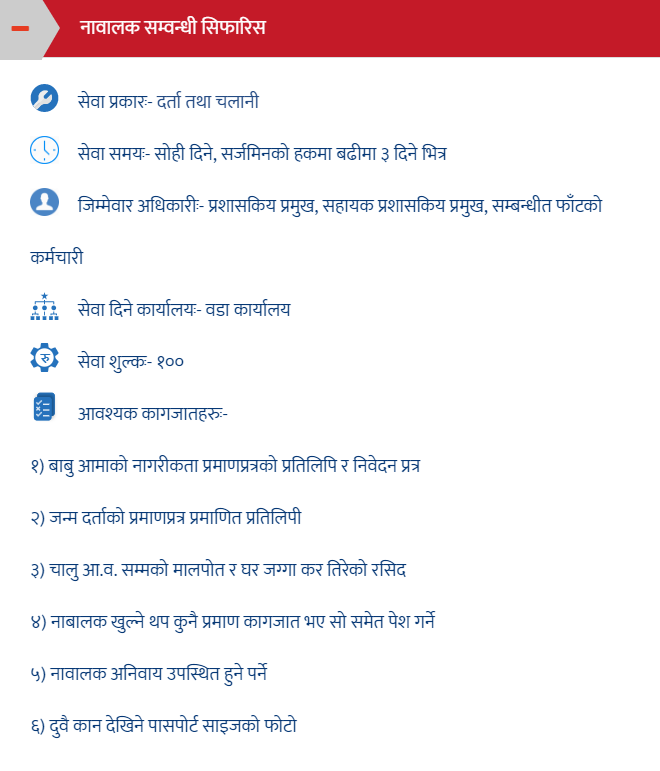 नावालक सम्वन्धी सिफारिस
सेवा प्रकारः- दर्ता तथा चलानी
सेवा समयः- सोही दिने, सर्जमिनको हकमा बढीमा ३ दिने भित्र
जिम्मेवार अधिकारीः- प्रशासकिय प्रमुख, सहायक प्रशासकिय प्रमुख, सम्बन्धीत फाँटको
कर्मचारी
सेवा दिने कार्यालयः- वडा कार्यालय
रु सेवा शुल्कः- १००
आवश्यक कागजातहरुः-
१) बाबु आमाको नागरीकता प्रमाणप्रत्रको प्रतिलिपि र निवेदन प्रत्र
२) जन्म दर्ताको प्रमाणप्रत्र प्रमाणित प्रतिलिपी
३) चालु आ.व. सम्मको मालपोत र घर जग्गा कर तिरेको रसिद
४) नाबालक खुल्ने थप कुनै प्रमाण कागजात भए सो समेत पेश गर्ने
५) नावालक अनिवाय उपस्थित हुने पर्ने
६) दुवै कान देखिने पासपोर्ट साइजको फोटो